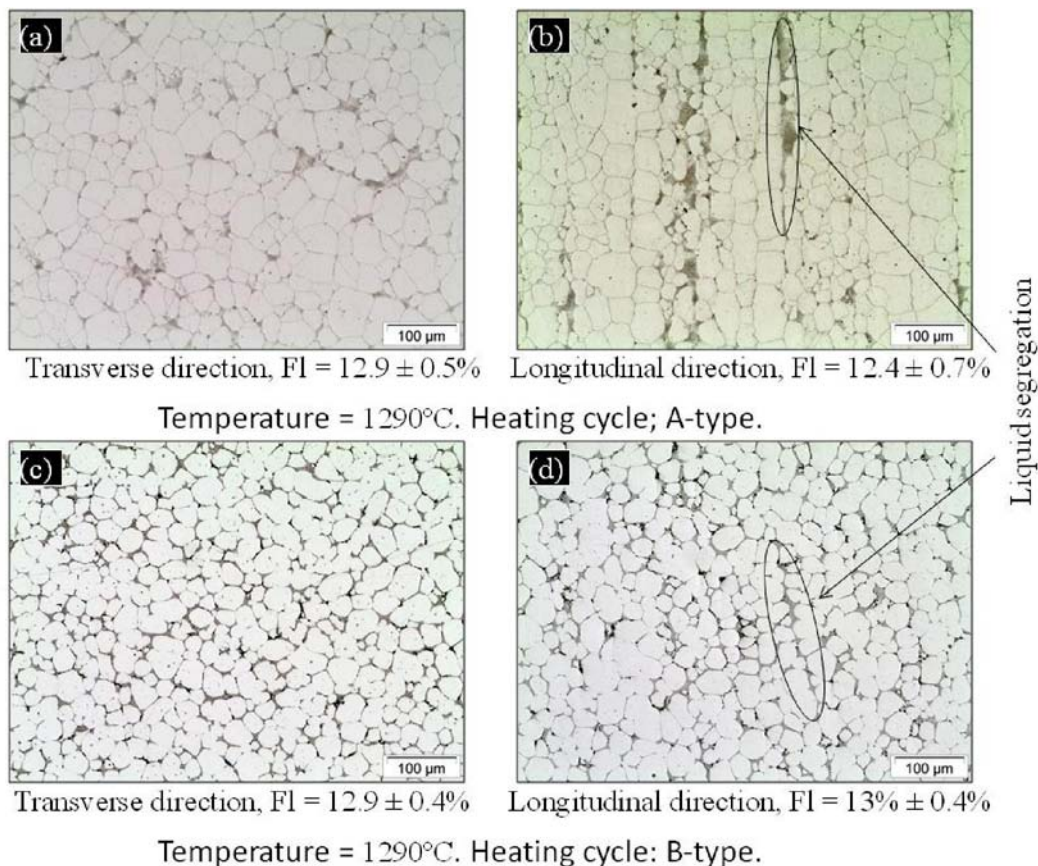 (a)
(b)
100 µm
100 µm
Transverse direction, Fl = 12.9 ± 0.5%
Longitudinal direction, Fl = 12.4 ± 0.7%
Temperature = 1290°C. Heating cycle; A-type.
Liquid segregation
(c)
(d)
100 µm
100 µm
Transverse direction, Fl = 12.9 ± 0.4%
Longitudinal direction, Fl = 13% ± 0.4%
Temperature = 1290°C. Heating cycle: B-type.